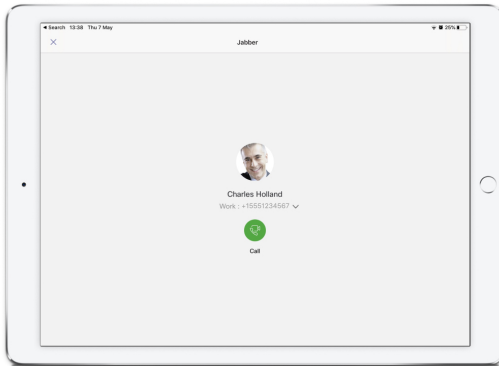 Search 13:38 Thu 7 May 25%
Jabber
Charles Holland
Work : +15551234567
Call